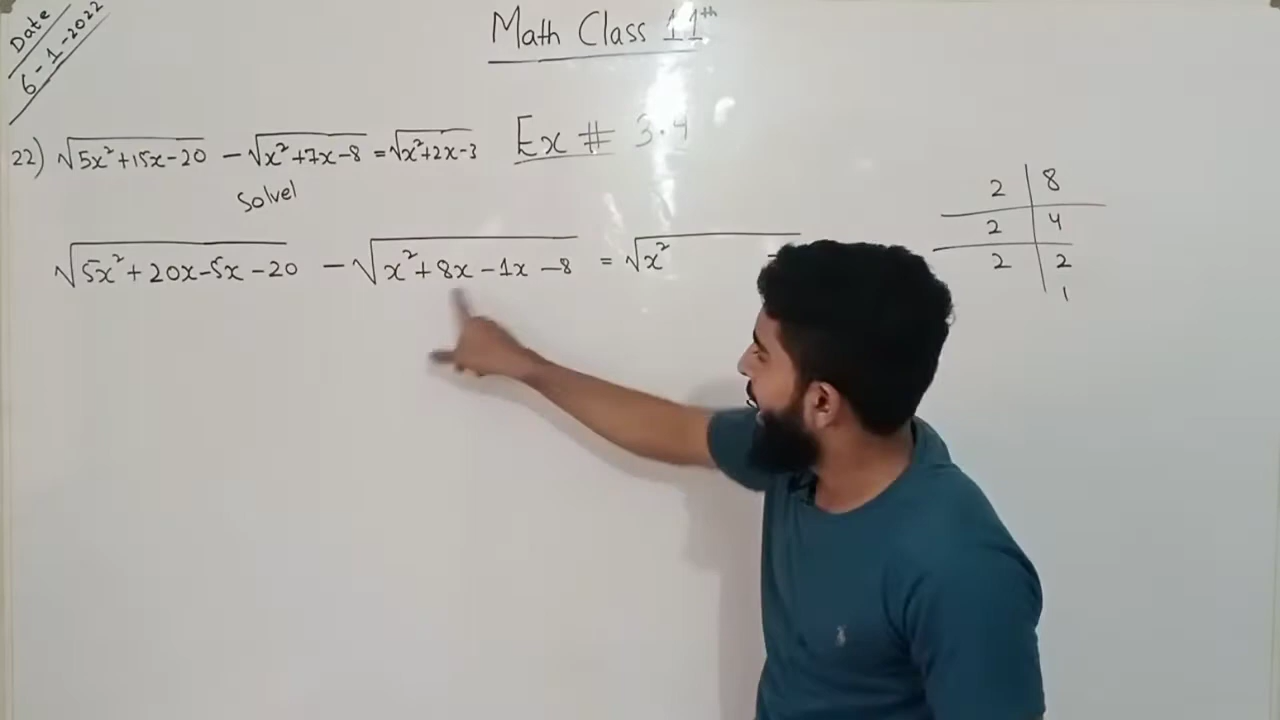 Date
6-1-2022
Math Class 11th
Ex # 3.4
22) √5x²+15x-20 - √x²+7x-8 = √x²+2x-3
Solve
√5x²+20x-5x-20 - √x²+8x-1x-8 = √x²
2 | 8
2 | 4
2 | 2
1